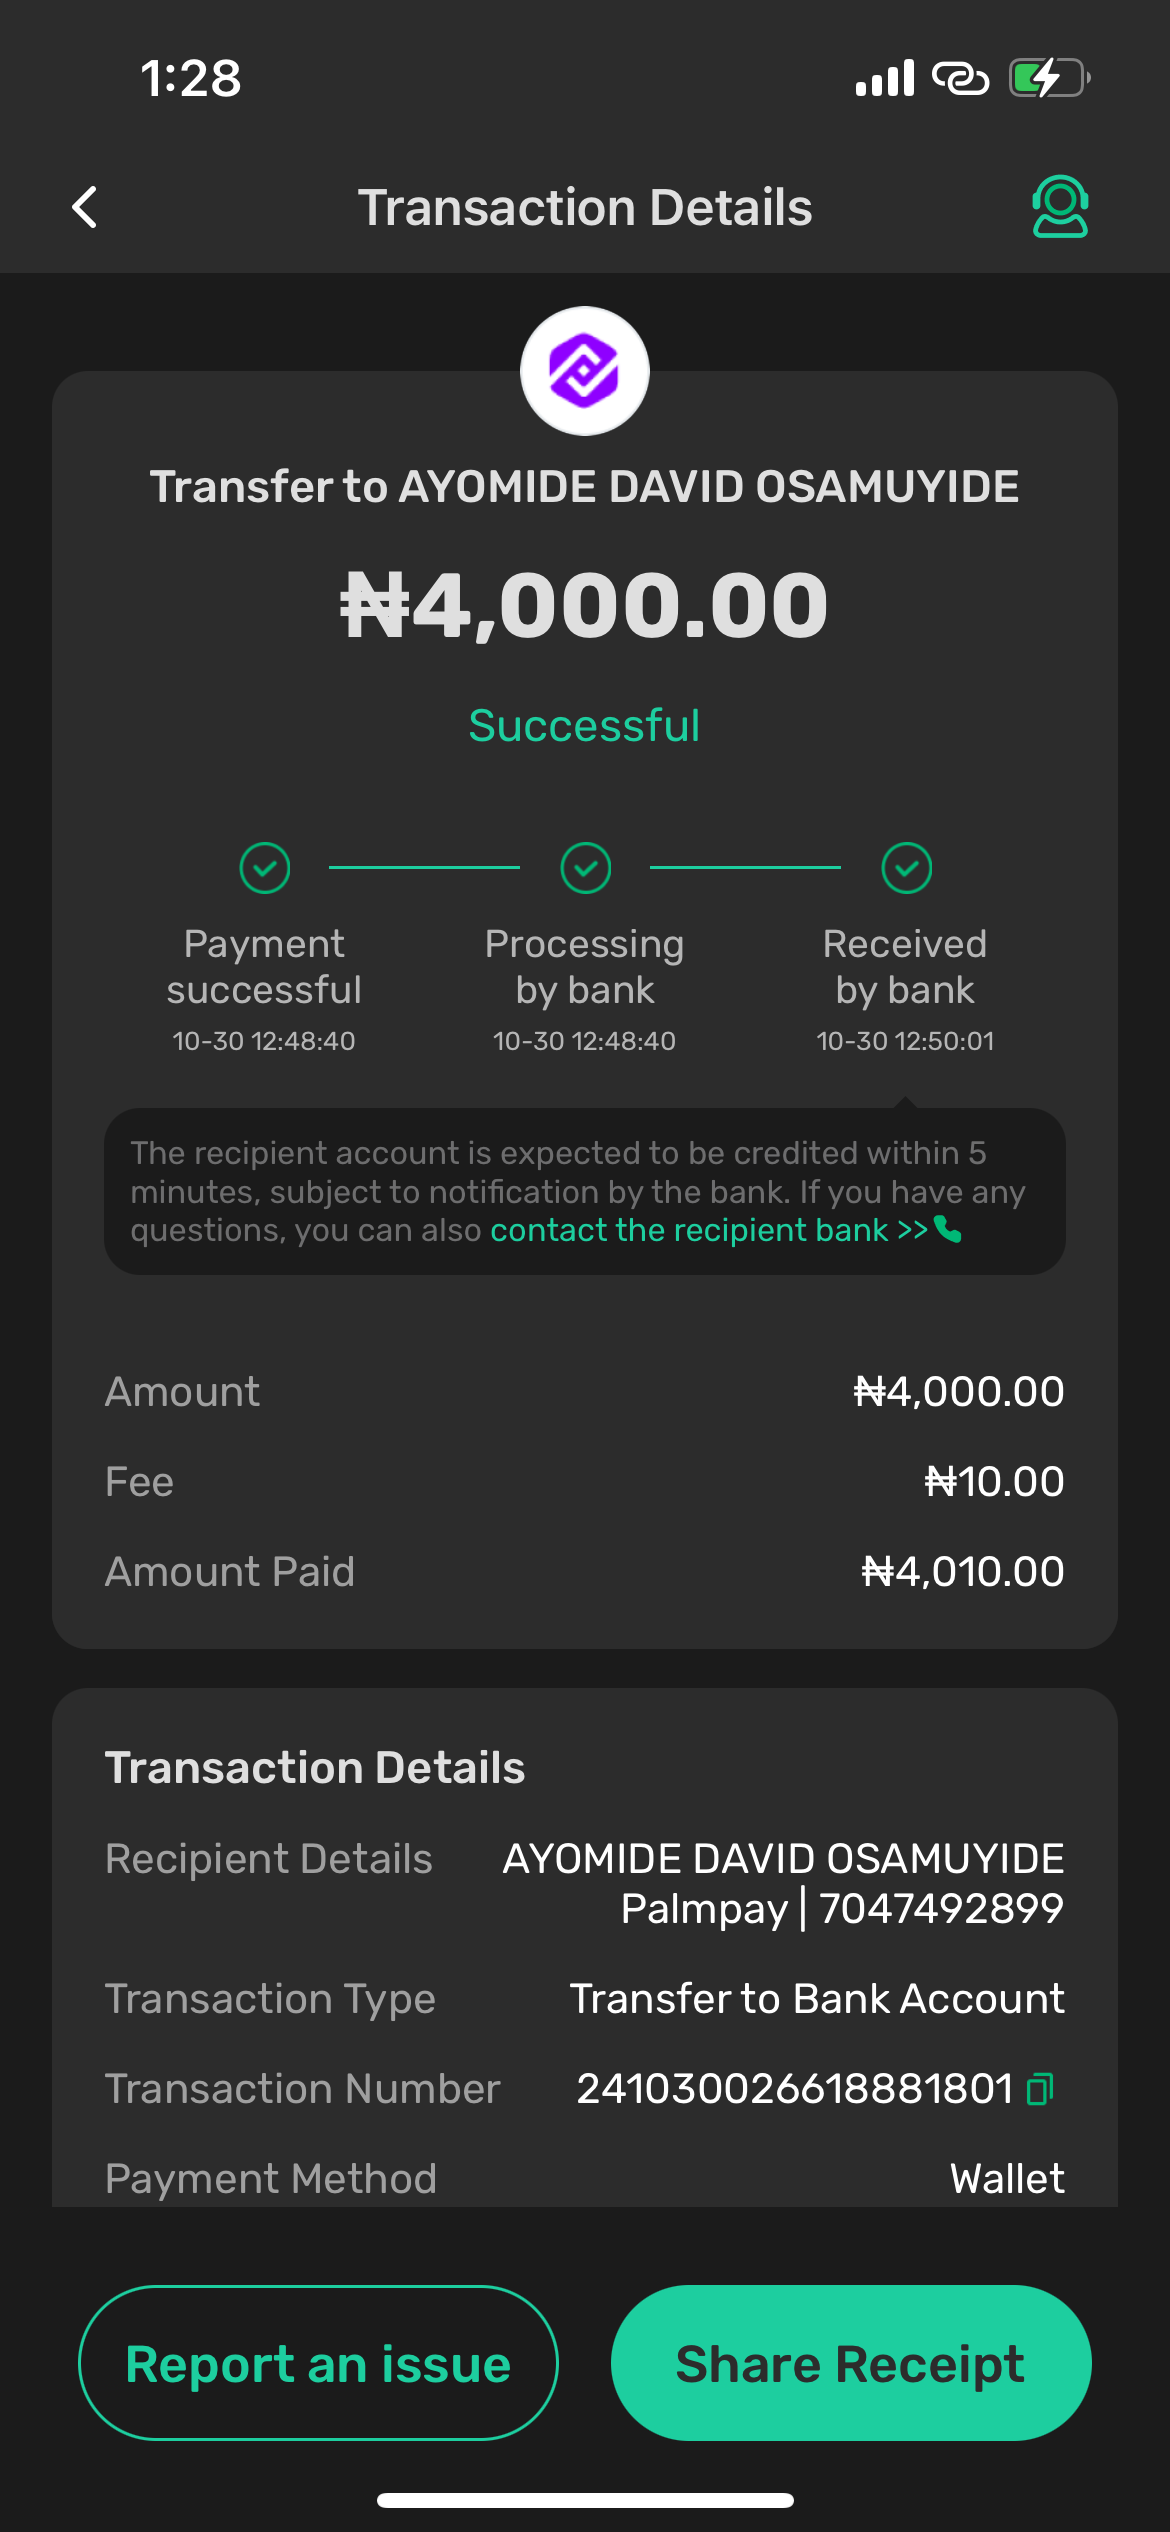 1:28
Transaction Details
Transfer to AYOMIDE DAVID OSAMUYIDE
₦4,000.00
Successful
Payment
successful
10-30 12:48:40
Processing
by bank
10-30 12:48:40
Received
by bank
10-30 12:50:01
The recipient account is expected to be credited within 5
minutes, subject to notification by the bank. If you have any
questions, you can also contact the recipient bank >>
Amount ₦4,000.00
Fee ₦10.00
Amount Paid ₦4,010.00
Transaction Details
Recipient Details AYOMIDE DAVID OSAMUYIDE
Palmpay | 7047492899
Transaction Type Transfer to Bank Account
Transaction Number 241030026618881801
Payment Method Wallet
Report an issue
Share Receipt